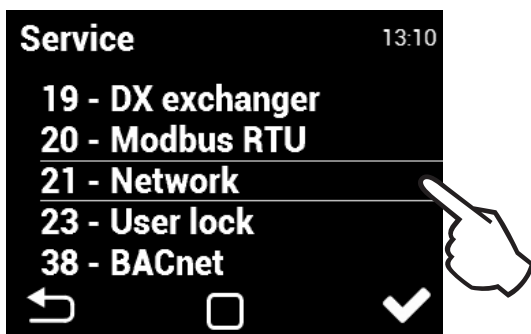 Service 13:10
19 - DX exchanger
20 - Modbus RTU
21 - Network
23 - User lock
38 - BACnet